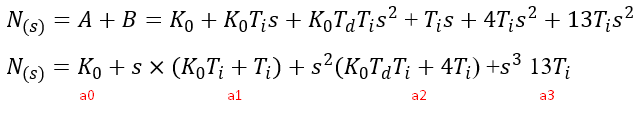 N₍ₛ₎ = A + B = K₀ + K₀Tᵢs + K₀T_dTᵢs² + Tᵢs + 4Tᵢs² + 13Tᵢs²
N₍ₛ₎ = K₀ + s × (K₀Tᵢ + Tᵢ) + s²(K₀T_dTᵢ + 4Tᵢ) +s³ 13Tᵢ
a0 a1 a2 a3